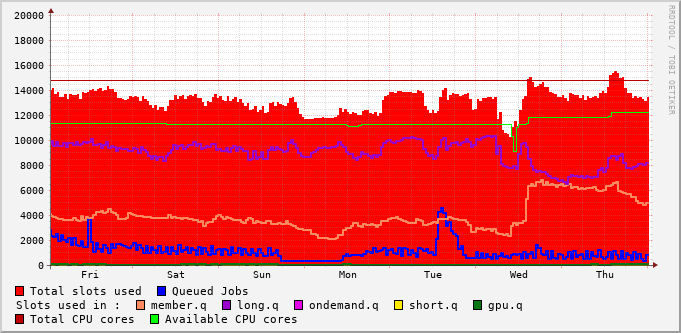 20000
18000
16000
14000
12000
10000
8000
6000
4000
2000
0
Fri Sat Sun Mon Tue Wed Thu
RRDTOOL / TOBI OETIKER
Total slots used Queued Jobs
Slots used in : member.q long.q ondemand.q short.q gpu.q
Total CPU cores Available CPU cores